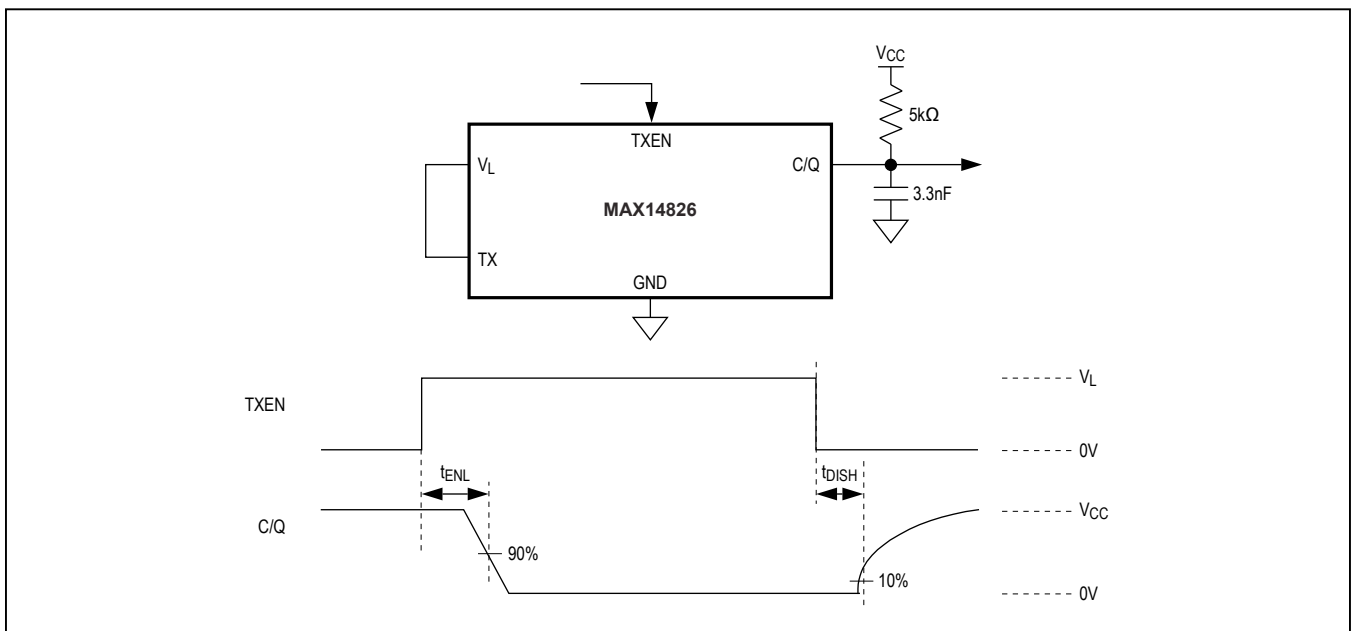 VCC
5kΩ
TXEN
VL
C/Q
3.3nF
MAX14826
TX
GND
VL
TXEN
0V
tENL
tDISH
VCC
C/Q
90%
10%
0V